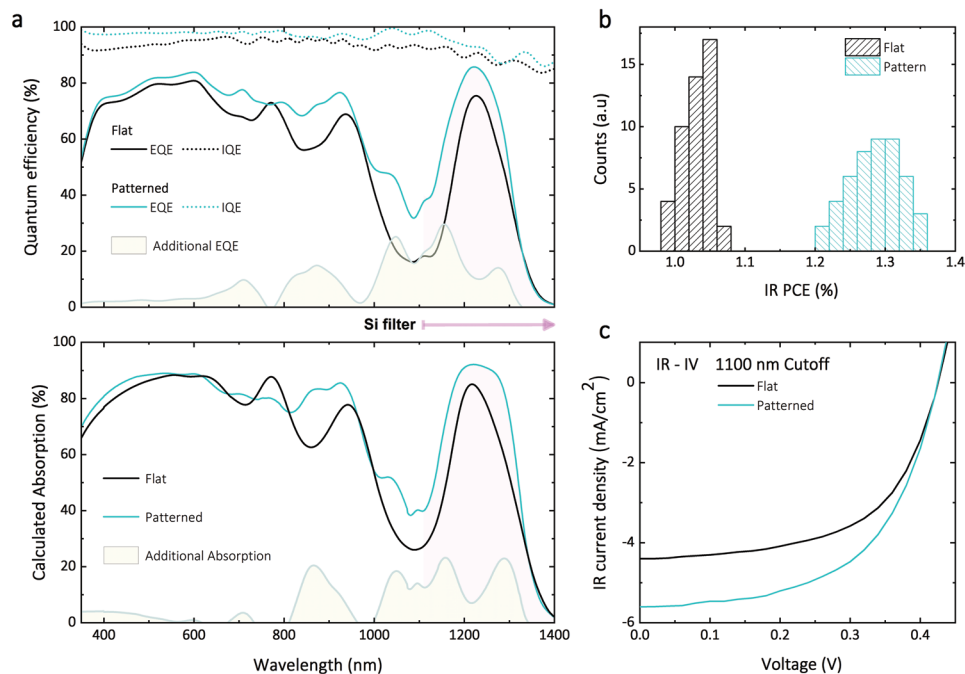 a
100
80
60
40
20
0
Quantum efficiency (%)
Flat
EQE IQE
Patterned
EQE IQE
Additional EQE
Si filter
100
80
60
40
20
0
Calculated Absorption (%)
Flat
Patterned
Additional Absorption
400 600 800 1000 1200 1400
Wavelength (nm)
b
15
10
5
0
Counts (a.u)
Flat
Pattern
1.0 1.1 1.2 1.3 1.4
IR PCE (%)
c
IR - IV 1100 nm Cutoff
Flat
Patterned
0
-2
-4
-6
IR current density (mA/cm²)
0.0 0.1 0.2 0.3 0.4
Voltage (V)